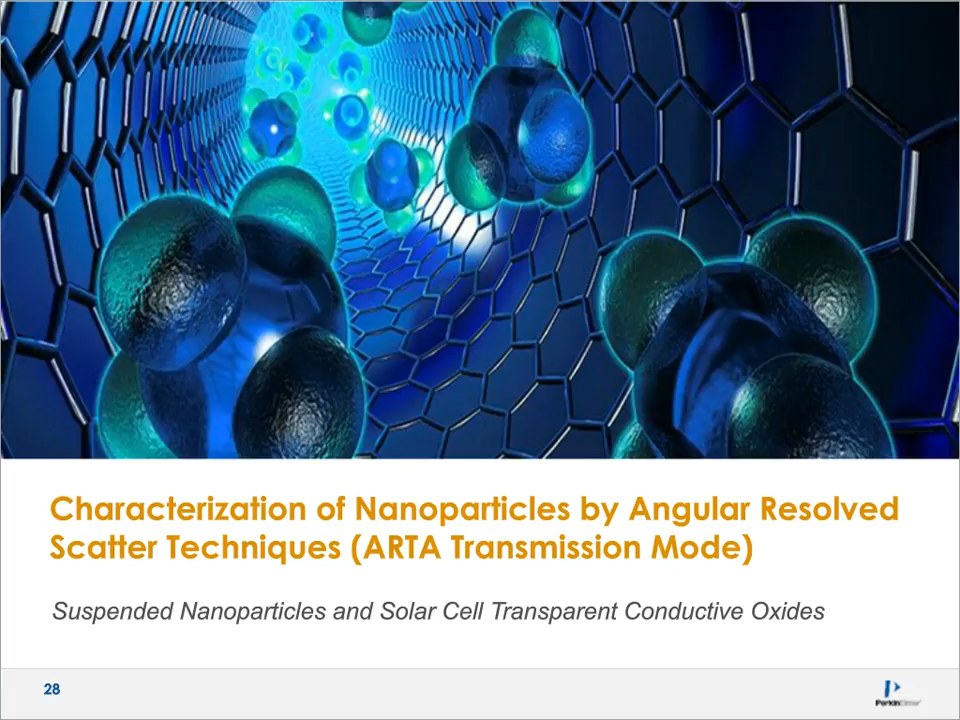 Characterization of Nanoparticles by Angular Resolved
Scatter Techniques (ARTA Transmission Mode)
Suspended Nanoparticles and Solar Cell Transparent Conductive Oxides
28
PerkinElmer